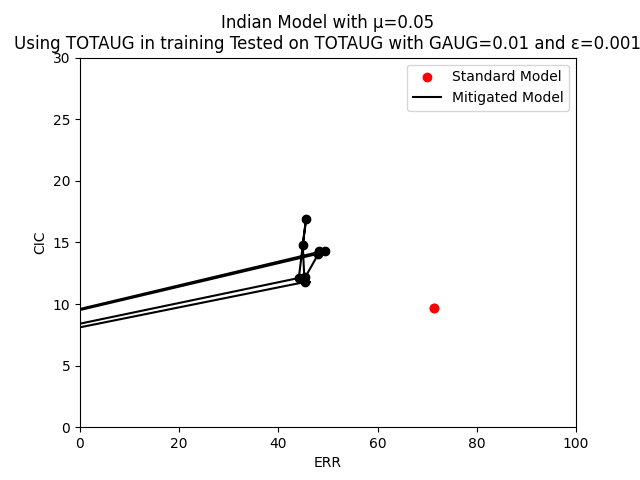 Indian Model with μ=0.05
Using TOTAUG in training Tested on TOTAUG with GAUG=0.01 and ε=0.001
30
25
20
15
10
5
0
CIC
Standard Model
Mitigated Model
0 20 40 60 80 100
ERR